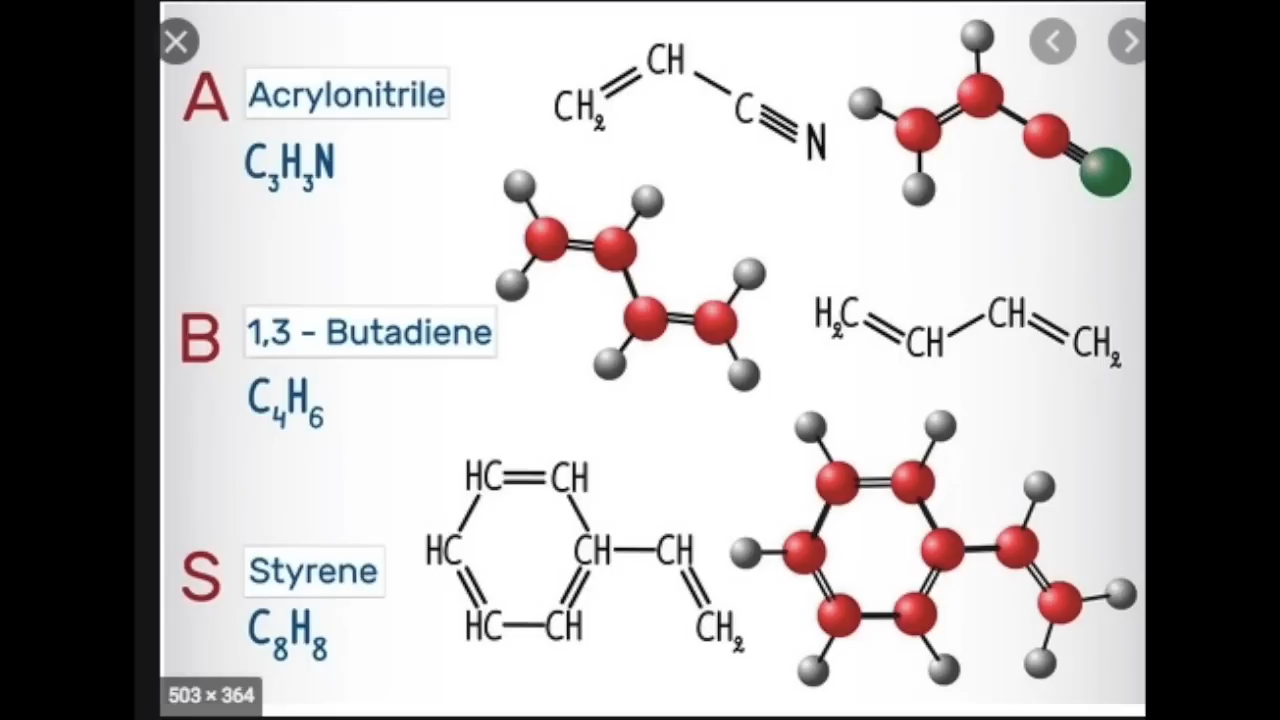 A Acrylonitrile
C₃H₃N
CH₂ CH C N
B 1,3 - Butadiene
C₄H₆
H₂C CH CH CH₂
S Styrene
C₈H₈
HC CH
HC CH CH
HC CH CH₂
503 × 364